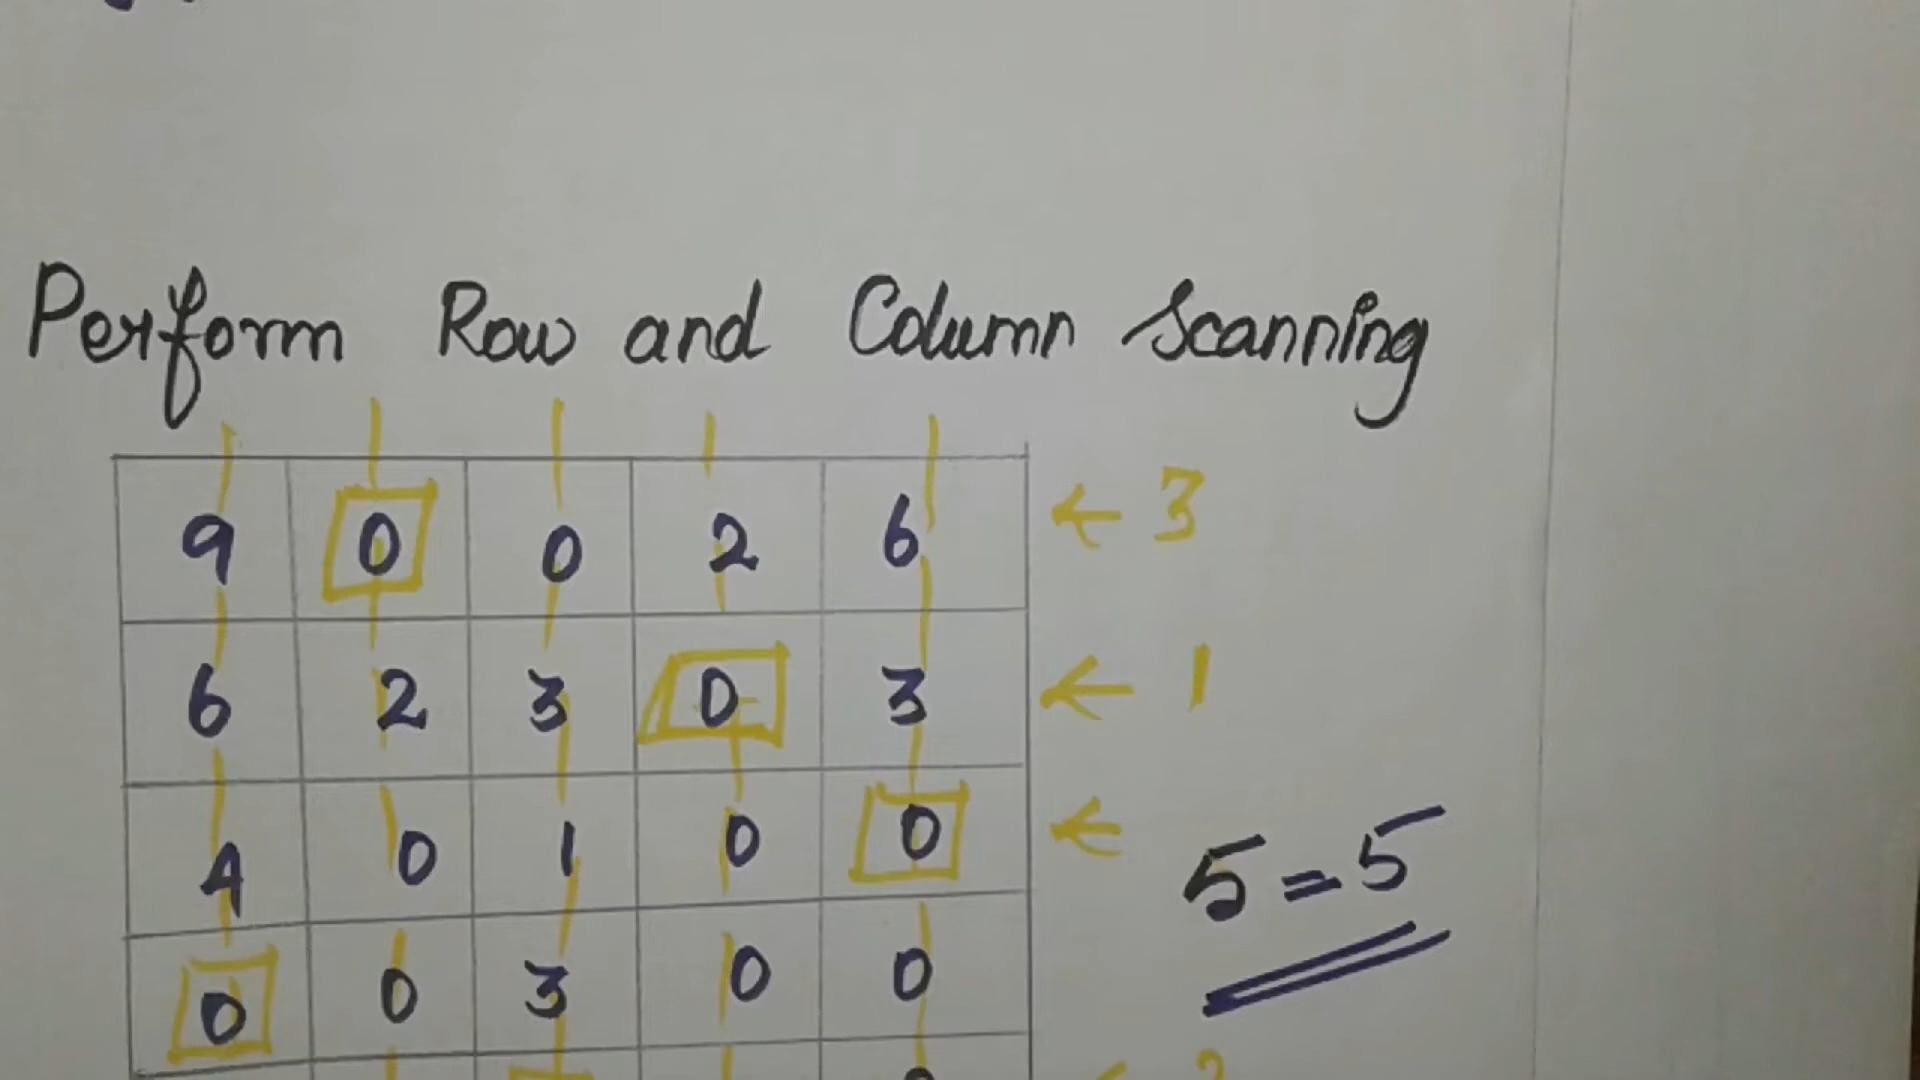 Perform Row and Column Scanning
9 0 0 2 6 ← 3
6 2 3 0 3 ← 1
4 0 1 0 0 ←
5 = 5
0 0 3 0 0